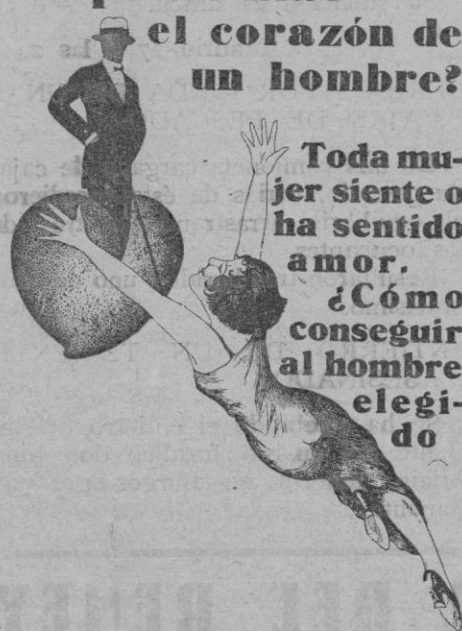 el corazón de
un hombre?
Toda mu-
jer siente o
ha sentido
amor.
¿Cómo
conseguir
al hombre
elegi-
do